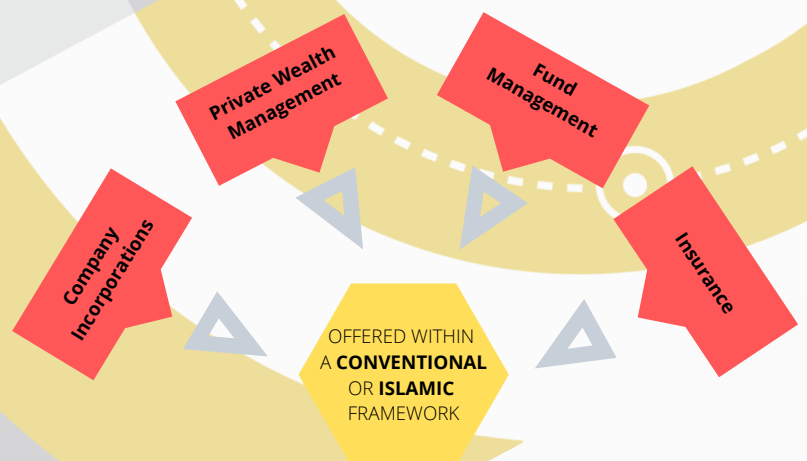 Private Wealth
Management
Fund
Management
Company
Incorporations
Insurance
OFFERED WITHIN
A CONVENTIONAL
OR ISLAMIC
FRAMEWORK